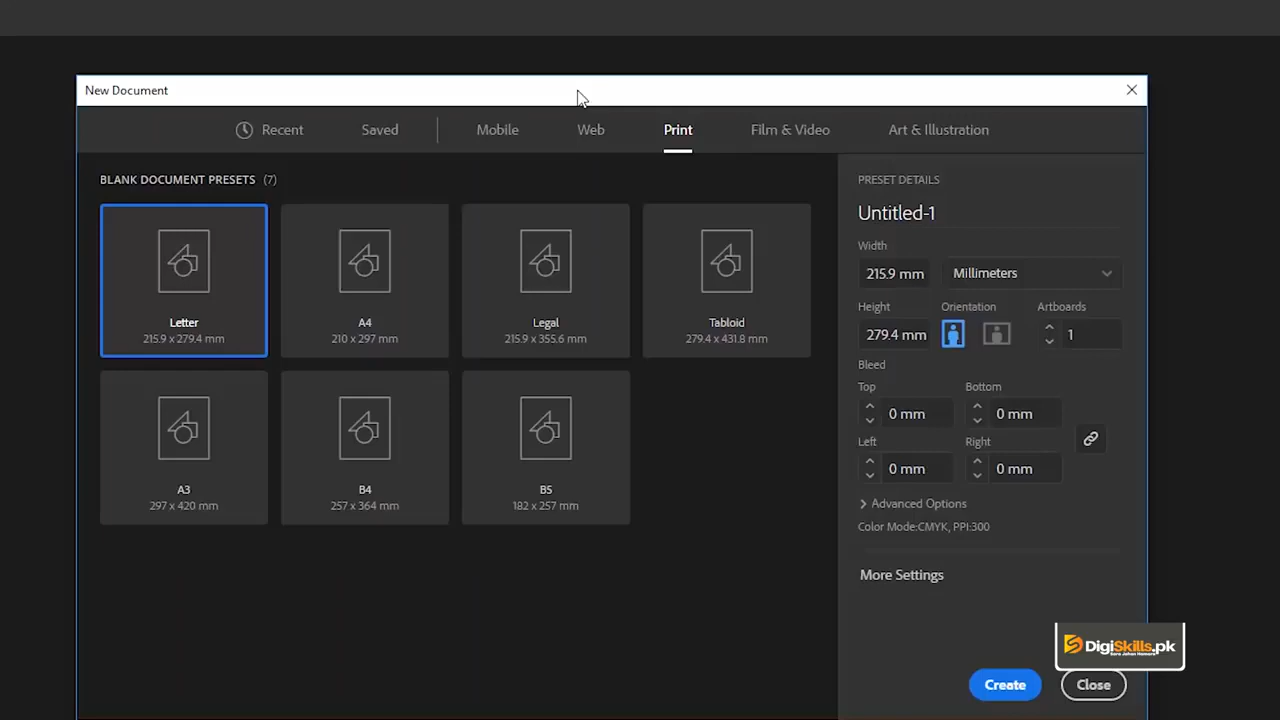 New Document
Recent Saved Mobile Web Print Film & Video Art & Illustration
BLANK DOCUMENT PRESETS (7)
Letter
215.9 x 279.4 mm
A4
210 x 297 mm
Legal
215.9 x 355.6 mm
Tabloid
279.4 x 431.8 mm
A3
297 x 420 mm
B4
257 x 364 mm
B5
182 x 257 mm
PRESET DETAILS
Untitled-1
Width
215.9 mm Millimeters
Height Orientation Artboards
279.4 mm 1
Bleed
Top Bottom
0 mm 0 mm
Left Right
0 mm 0 mm
Advanced Options
Color Mode:CMYK, PPI:300
More Settings
DigiSkills.pk
Create Close